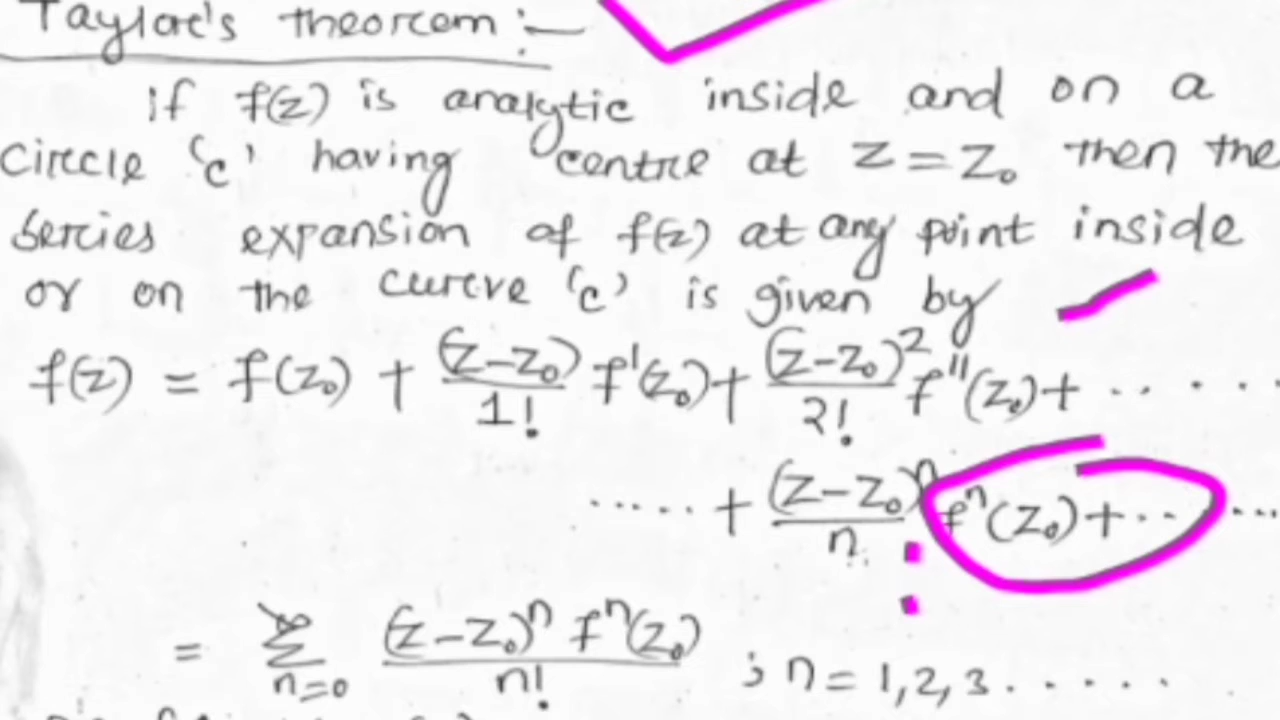 Taylor's theorem :—
if f(z) is analytic inside and on a
circle 'c' having centre at z = z₀ then the
series expansion of f(z) at any point inside
or on the curve 'c' is given by
f(z) = f(z₀) + (z-z₀)/1! f'(z₀) + (z-z₀)²/2! f''(z₀) + .....
..... + (z-z₀)ⁿ/n fⁿ(z₀) + .....
= ∞ Σ n=0 (z-z₀)ⁿ fⁿ(z₀)/n! ; n = 1,2,3.....